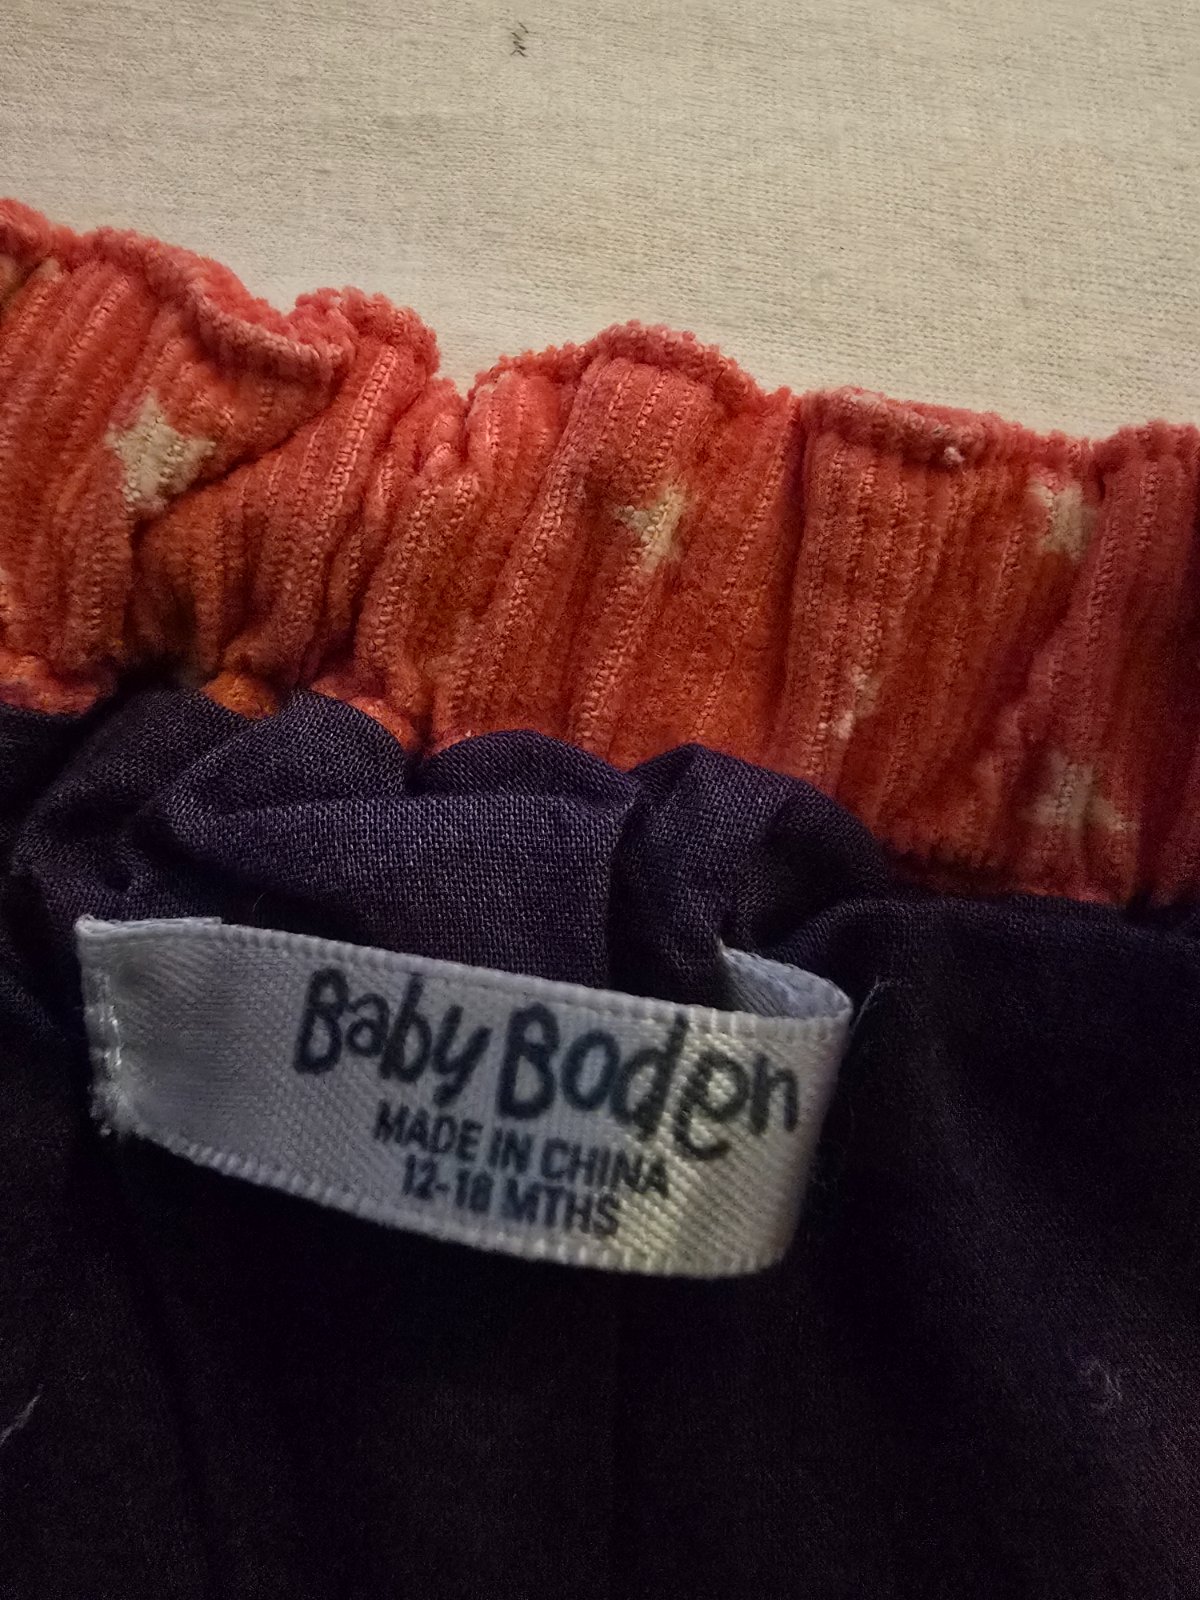 Baby Boden
MADE IN CHINA
12-18 MTHS